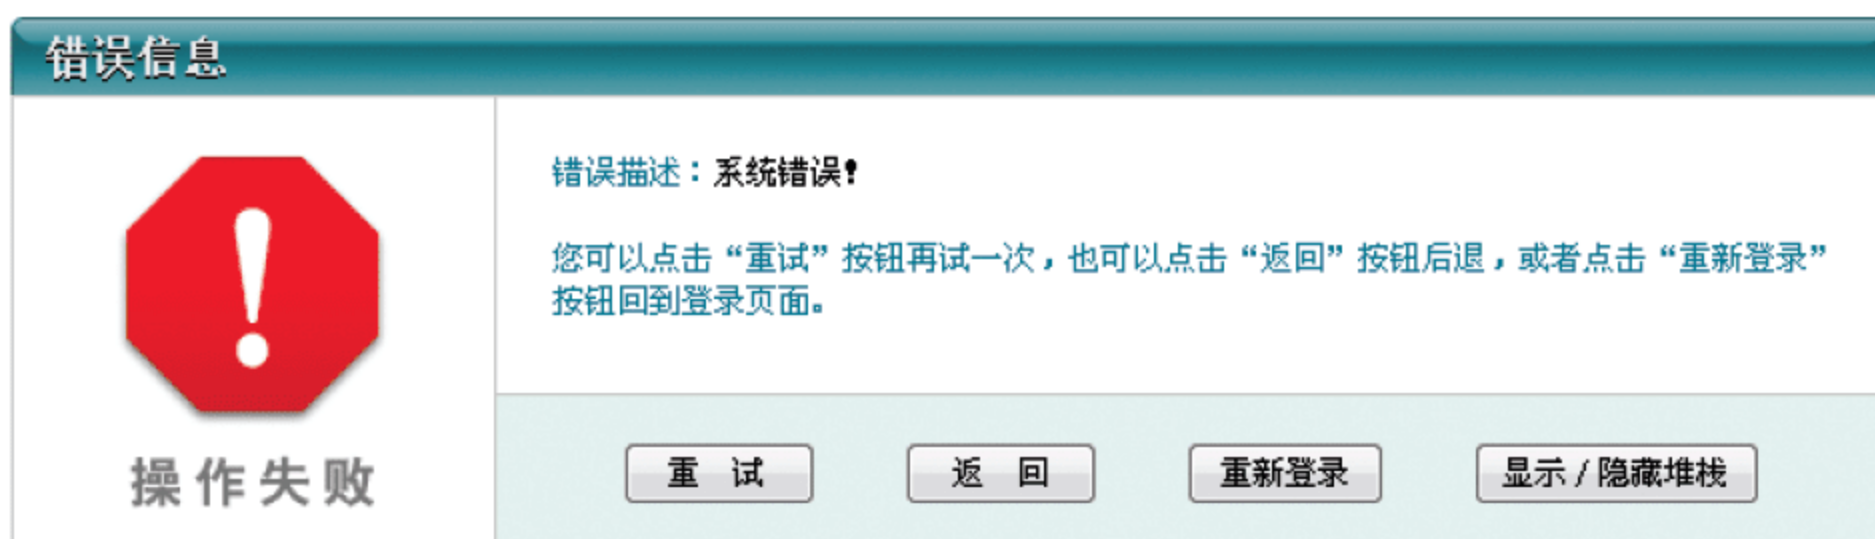 错误信息
错误描述：系统错误！
您可以点击“重试”按钮再试一次，也可以点击“返回”按钮后退，或者点击“重新登录”
按钮回到登录页面。
操作失败
重 试 返 回 重新登录 显示/隐藏堆栈